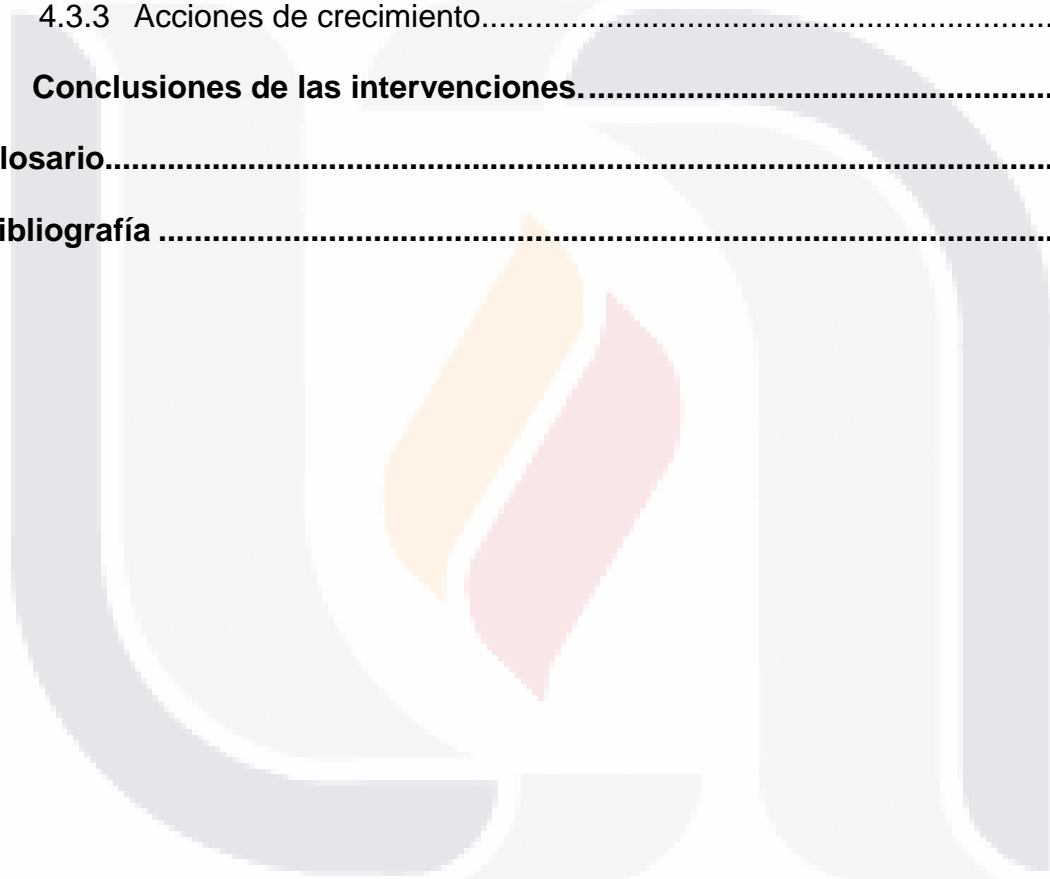 4.3.3 Acciones de crecimiento................................................................
Conclusiones de las intervenciones.........................................................
losario..............................................................................................................
ibliografía .......................................................................................................